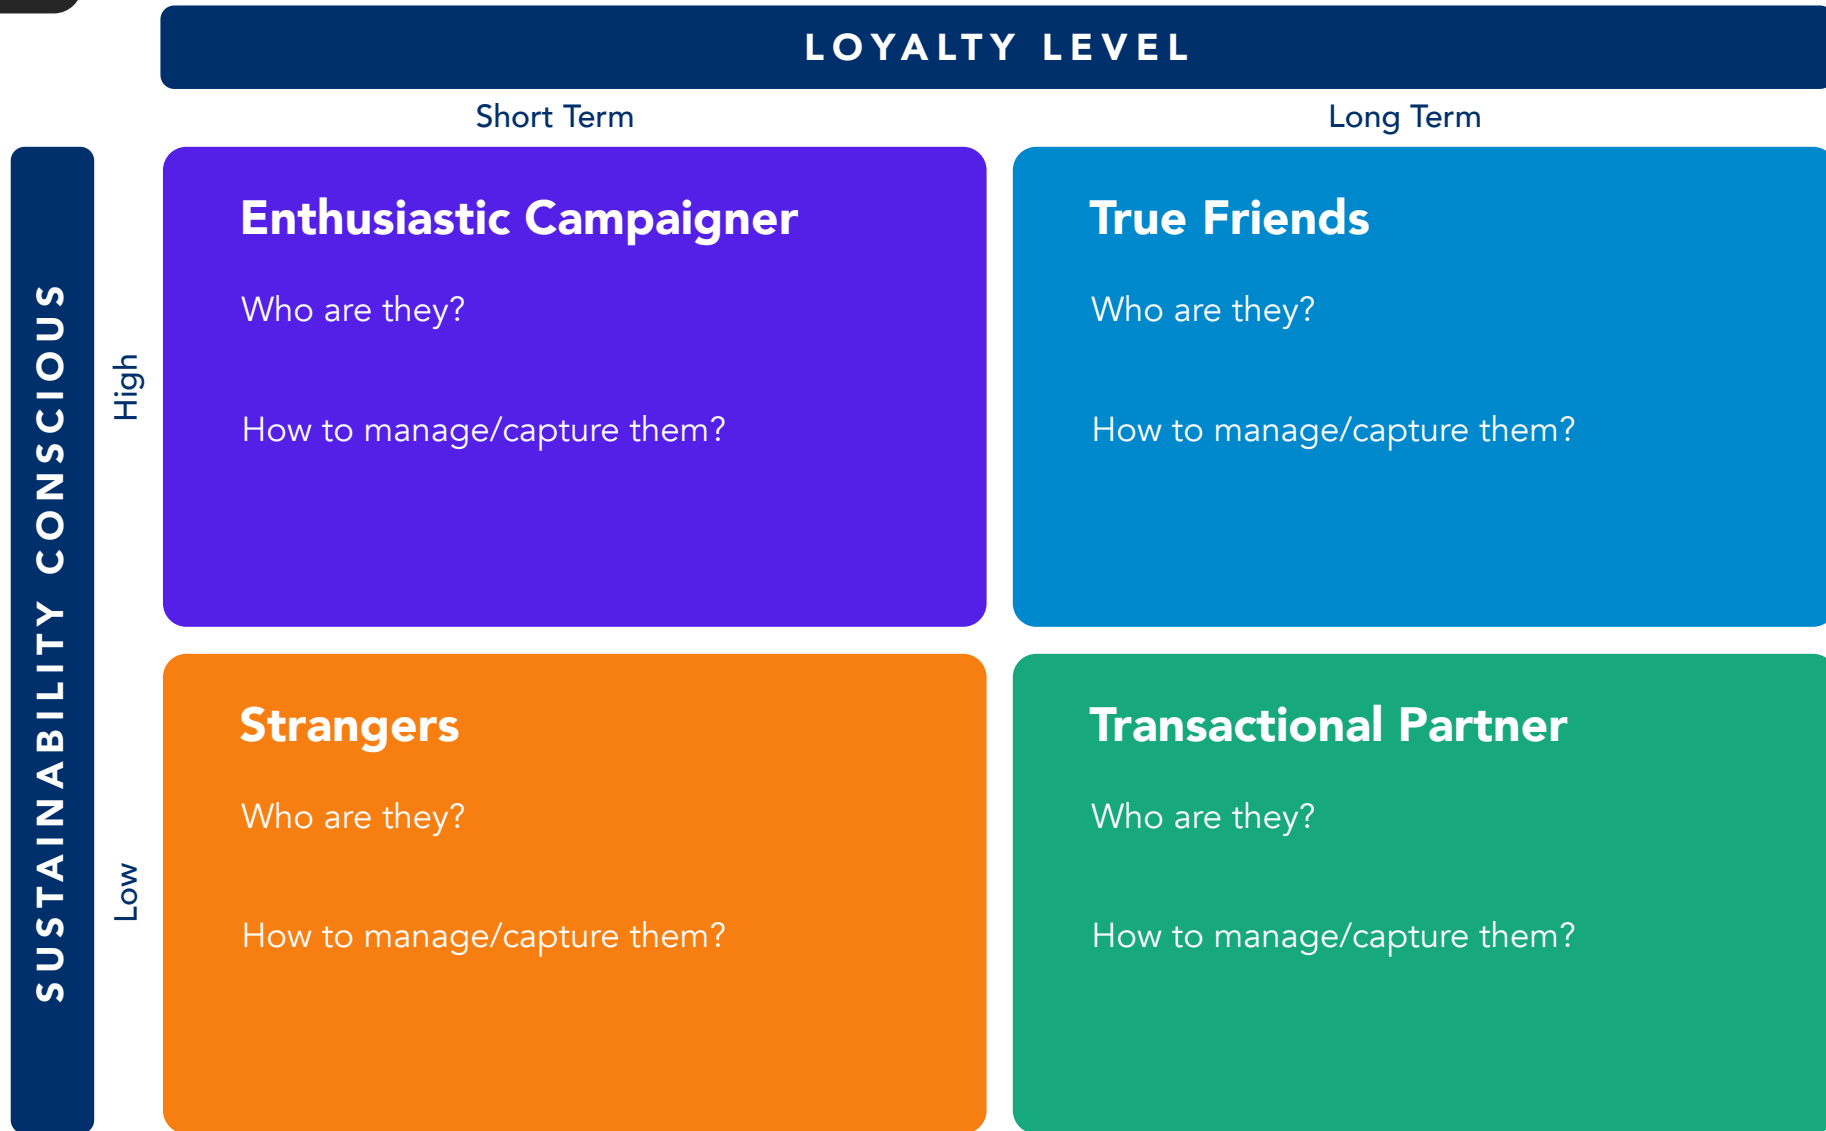 LOYALTY LEVEL
Short Term
Long Term
SUSTAINABILITY CONSCIOUS
High
Enthusiastic Campaigner
Who are they?
How to manage/capture them?
True Friends
Who are they?
How to manage/capture them?
Low
Strangers
Who are they?
How to manage/capture them?
Transactional Partner
Who are they?
How to manage/capture them?